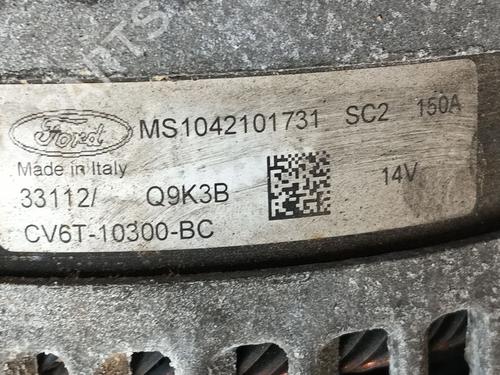 Ford MS1042101731 SC2 150A
Made in Italy
33112/ Q9K3B 14V
CV6T-10300-BC